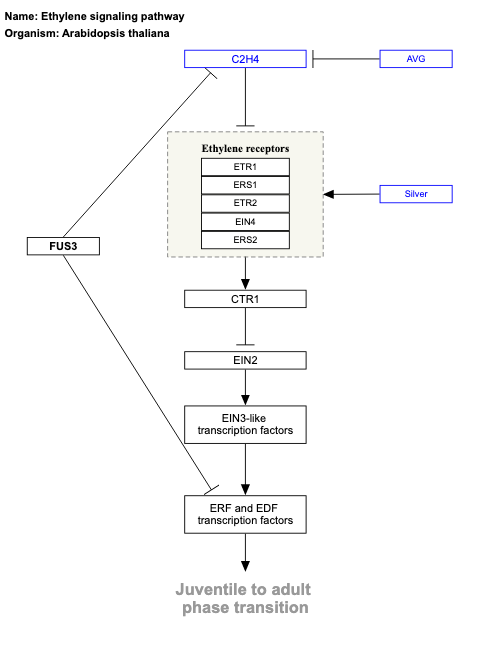 Name: Ethylene signaling pathway
Organism: Arabidopsis thaliana
C2H4
AVG
Ethylene receptors
ETR1
ERS1
ETR2
EIN4
ERS2
Silver
FUS3
CTR1
EIN2
EIN3-like
transcription factors
ERF and EDF
transcription factors
Juventile to adult
phase transition